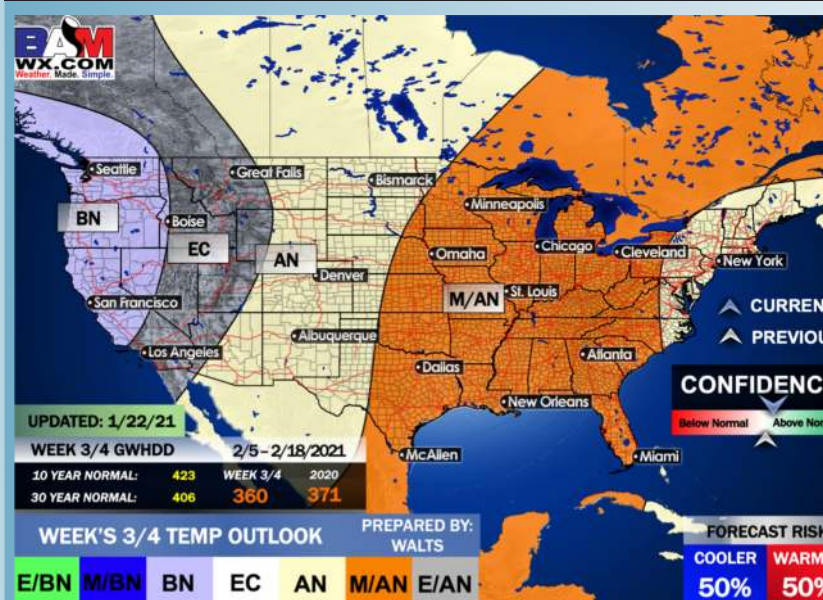 BAM
WX.COM
Weather. Made. Simple.
Seattle
Great Falls
Bismarck
Minneapolis
BN
Boise
EC
AN
Omaha
Chicago
Cleveland
New York
Denver
San Francisco
M/AN
St. Louis
CURREN
PREVIOU
Albuquerque
Los Angeles
Dallas
Atlanta
CONFIDENC
Below Normal
Above Nor
New Orleans
McAllen
Miami
UPDATED: 1/22/21
WEEK 3/4 GWHDD 2/5-2/18/2021
10 YEAR NORMAL: 423 WEEK 3/4 2020
30 YEAR NORMAL: 406 360 371
WEEK'S 3/4 TEMP OUTLOOK
PREPARED BY:
WALTS
E/BN M/BN BN EC AN M/AN E/AN
FORECAST RISK
COOLER WARM
50% 50%